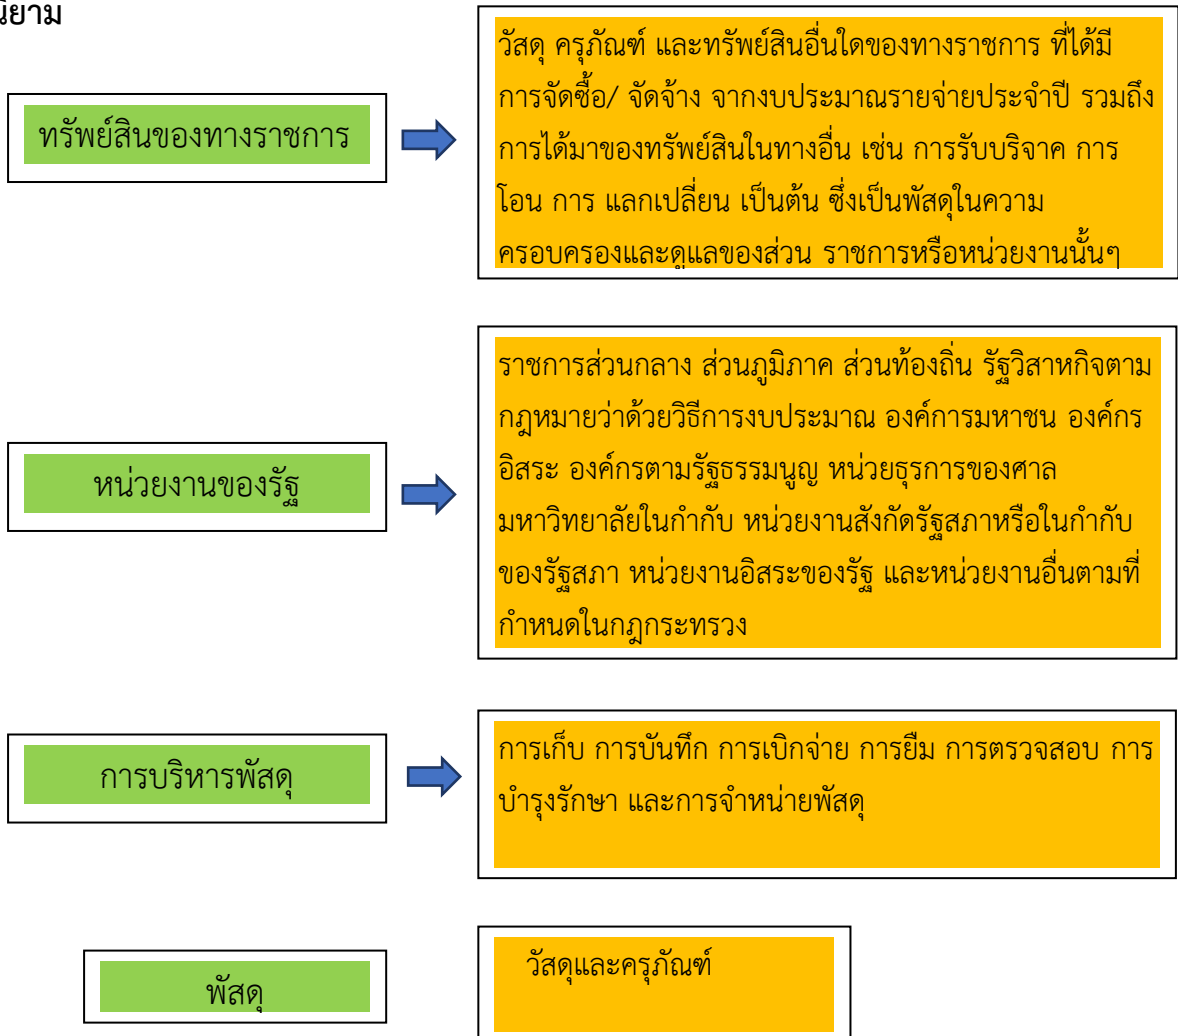 นิยาม
ทรัพย์สินของทางราชการ
วัสดุ ครุภัณฑ์ และทรัพย์สินอื่นใดของทางราชการ ที่ได้มี
การจัดซื้อ/ จัดจ้าง จากงบประมาณรายจ่ายประจำปี รวมถึง
การได้มาของทรัพย์สินในทางอื่น เช่น การรับบริจาค การ
โอน การ แลกเปลี่ยน เป็นต้น ซึ่งเป็นพัสดุในความ
ครอบครองและดูแลของส่วน ราชการหรือหน่วยงานนั้นๆ
หน่วยงานของรัฐ
ราชการส่วนกลาง ส่วนภูมิภาค ส่วนท้องถิ่น รัฐวิสาหกิจตาม
กฎหมายว่าด้วยวิธีการงบประมาณ องค์การมหาชน องค์กร
อิสระ องค์กรตามรัฐธรรมนูญ หน่วยธุรการของศาล
มหาวิทยาลัยในกำกับ หน่วยงานสังกัดรัฐสภาหรือในกำกับ
ของรัฐสภา หน่วยงานอิสระของรัฐ และหน่วยงานอื่นตามที่
กำหนดในกฎกระทรวง
การบริหารพัสดุ
การเก็บ การบันทึก การเบิกจ่าย การยืม การตรวจสอบ การ
บำรุงรักษา และการจำหน่ายพัสดุ
พัสดุ
วัสดุและครุภัณฑ์